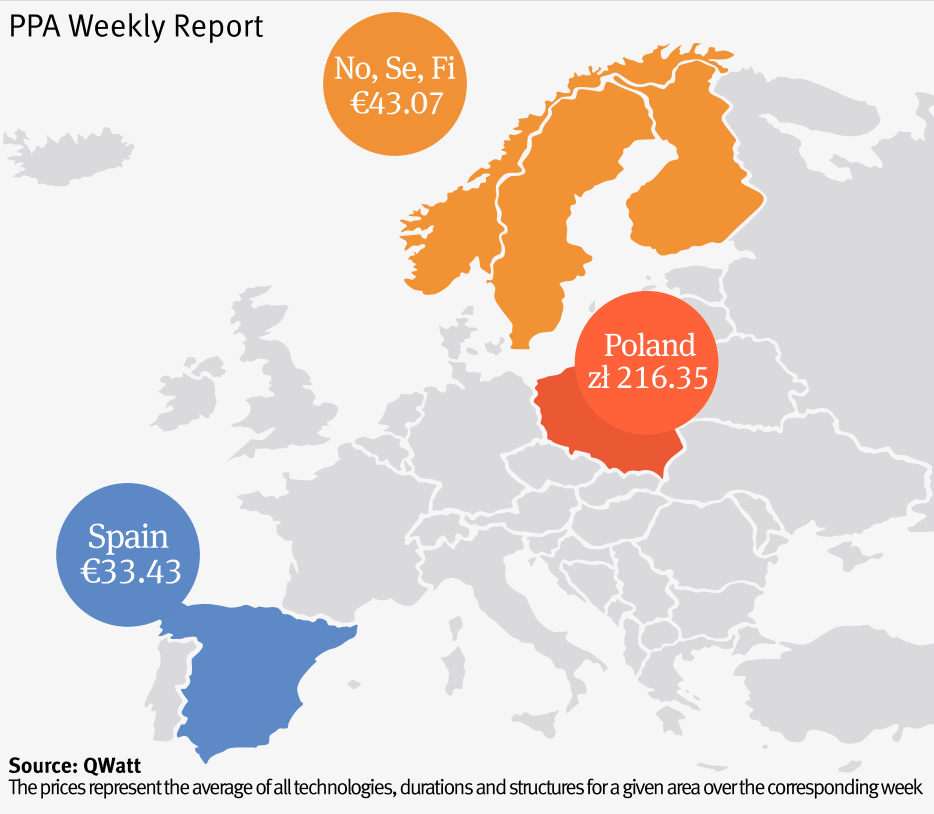 PPA Weekly Report
No, Se, Fi
€43.07
Poland
zł 216.35
Spain
€33.43
Source: QWatt
The prices represent the average of all technologies, durations and structures for a given area over the corresponding week